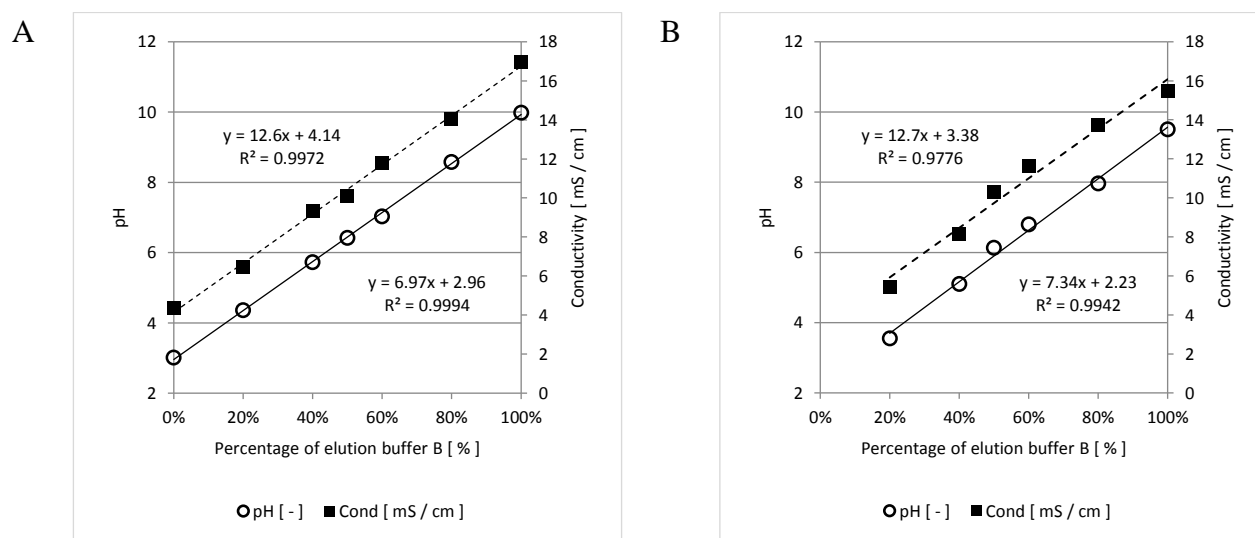 A
12
10
8
6
4
2
pH
18
16
14
12
10
8
6
4
2
0
Conductivity [ mS / cm ]
y = 12.6x + 4.14
R² = 0.9972
y = 6.97x + 2.96
R² = 0.9994
0% 20% 40% 60% 80% 100%
Percentage of elution buffer B [ % ]
pH [ - ] Cond [ mS / cm ]
B
12
10
8
6
4
2
pH
18
16
14
12
10
8
6
4
2
0
Conductivity [ mS / cm ]
y = 12.7x + 3.38
R² = 0.9776
y = 7.34x + 2.23
R² = 0.9942
0% 20% 40% 60% 80% 100%
Percentage of elution buffer B [ % ]
pH [ - ] Cond [ mS / cm ]